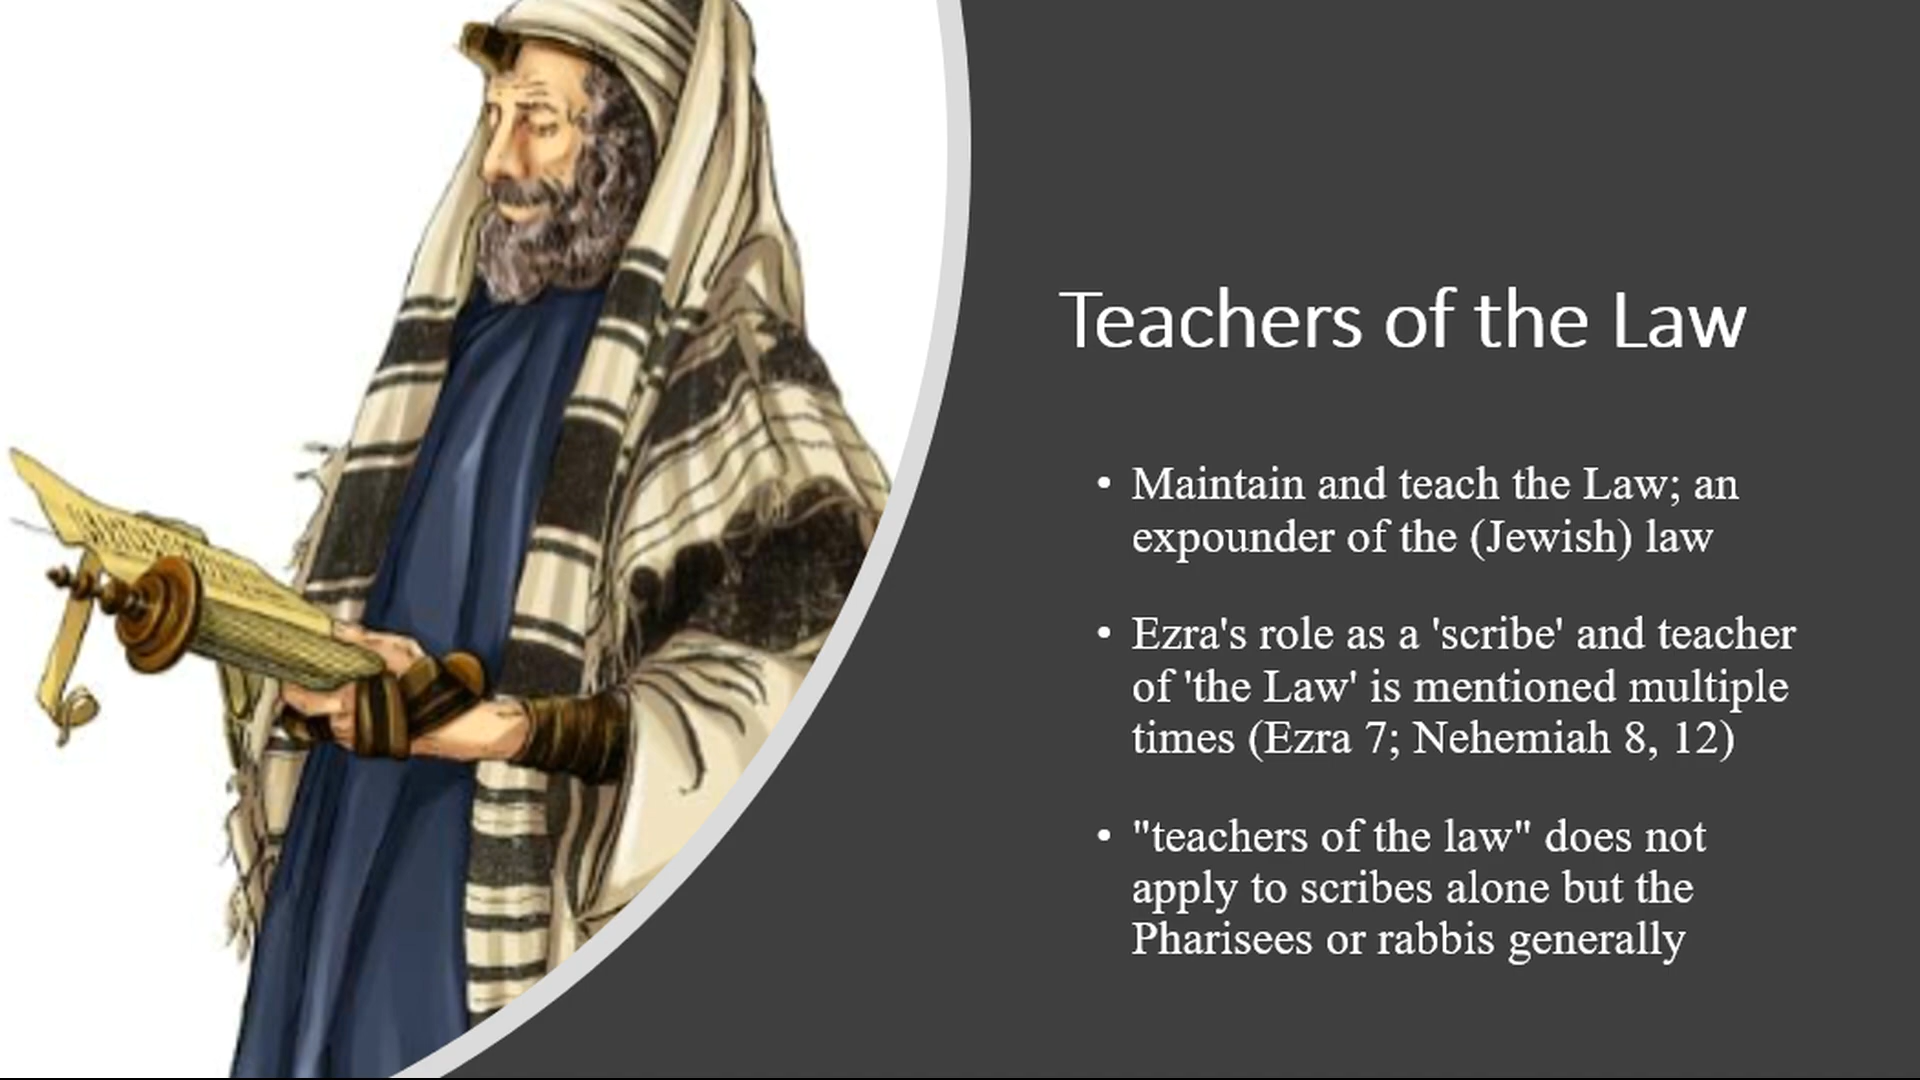 Teachers of the Law
• Maintain and teach the Law; an
expounder of the (Jewish) law
• Ezra's role as a 'scribe' and teacher
of 'the Law' is mentioned multiple
times (Ezra 7; Nehemiah 8, 12)
• "teachers of the law" does not
apply to scribes alone but the
Pharisees or rabbis generally